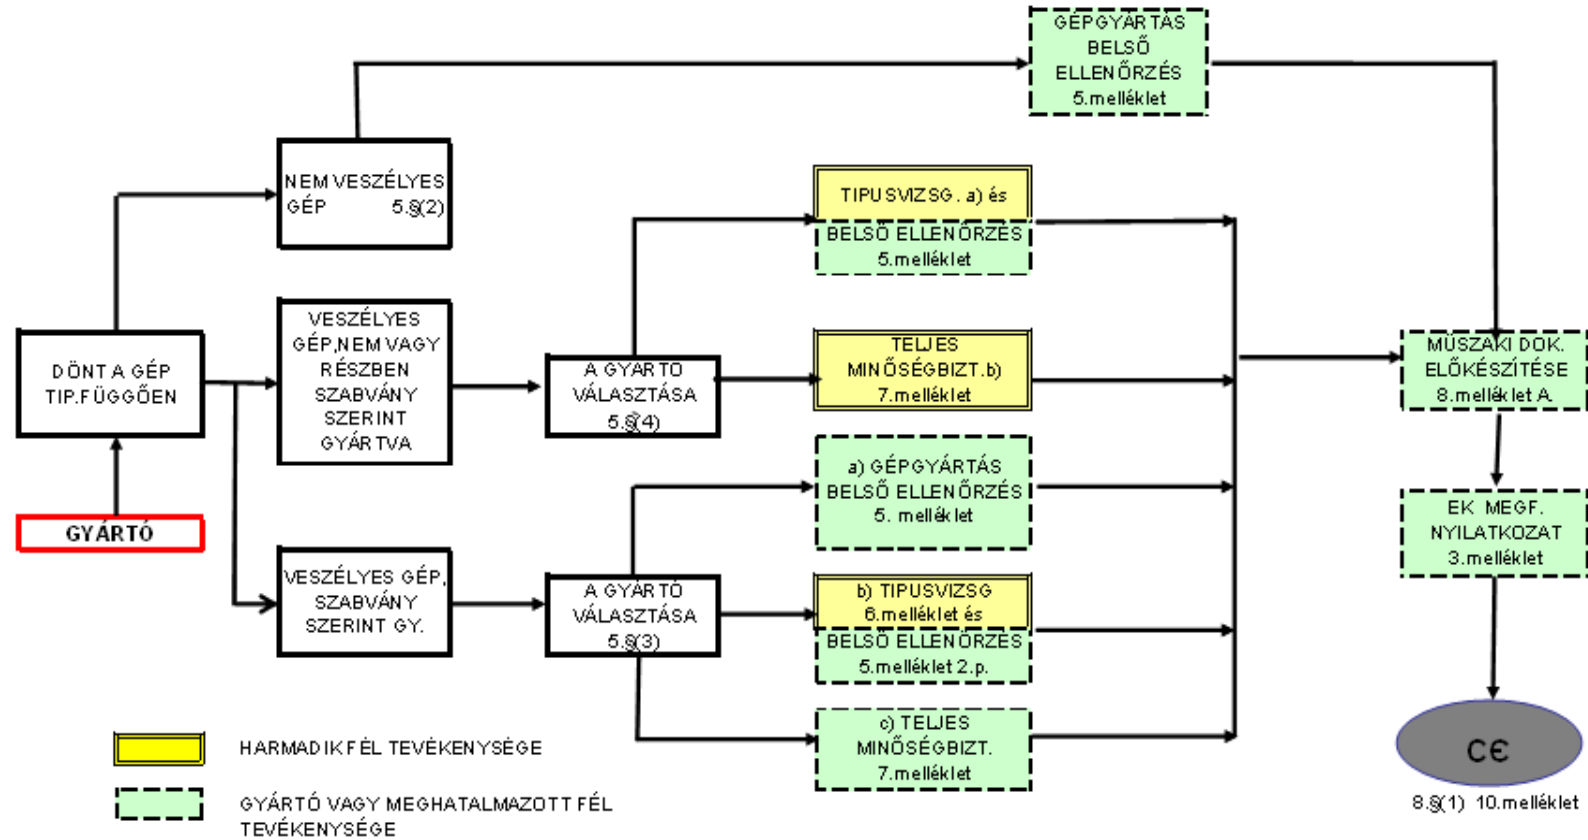 GÉPGYÁRTÁS
BELSŐ
ELLENŐRZÉS
5.melléklet
NEM VESZÉLYES
GÉP 5.§(2)
TIPUSVIZSG. a) és
BELSŐ ELLENŐRZÉS
5.melléklet
VESZÉLYES
GÉP,NEM VAGY
RÉSZBEN
SZABVÁNY
SZERINT
GYÁRTVA
DÖNT A GÉP
TIP.FÜGGŐEN
A GYÁRTÓ
VÁLASZTÁSA
5.§(4)
TELJES
MINŐSÉGBIZT.b)
7.melléklet
MŰSZAKI DOK.
ELŐKÉSZÍTÉSE
8.melléklet A.
a) GÉPGYÁRTÁS
BELSŐ ELLENŐRZÉS
5. melléklet
GYÁRTÓ
EK MEGF.
NYILATKOZAT
3.melléklet
VESZÉLYES GÉP,
SZABVÁNY
SZERINT GY.
A GYÁRTÓ
VÁLASZTÁSA
5.§(3)
b) TIPUSVIZSG
6.melléklet és
BELSŐ ELLENŐRZÉS
5.melléklet 2.p.
c) TELJES
MINŐSÉGBIZT.
7.melléklet
C€
8.§(1) 10.melléklet
HARMADIK FÉL TEVÉKENYSÉGE
GYÁRTÓ VAGY MEGHATALMAZOTT FÉL
TEVÉKENYSÉGE